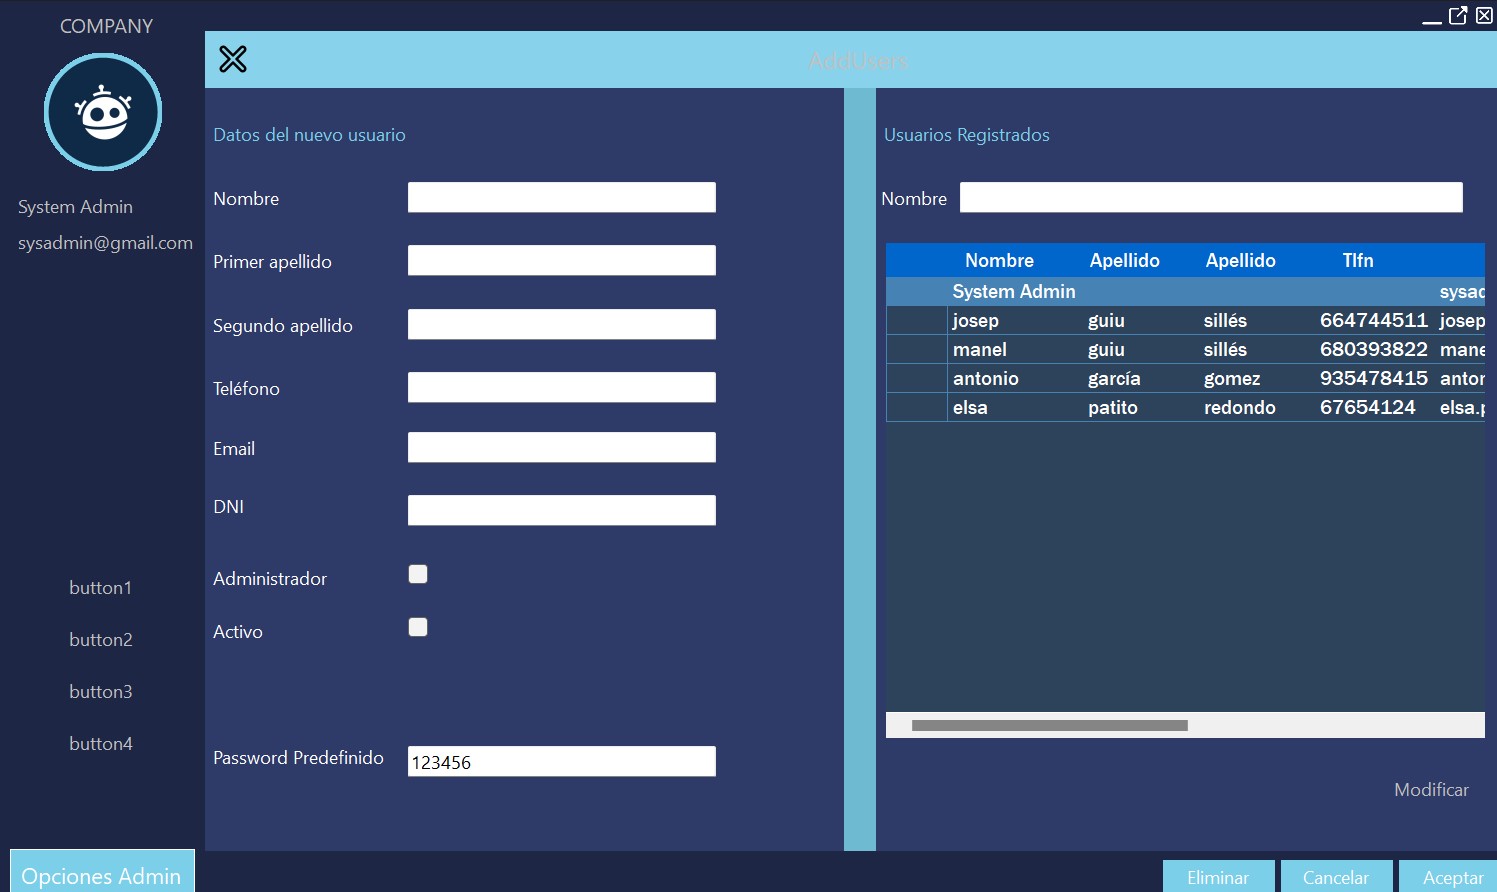 COMPANY
AddUsers
System Admin
sysadmin@gmail.com
button1
button2
button3
button4
Opciones Admin
Datos del nuevo usuario
Nombre
Primer apellido
Segundo apellido
Teléfono
Email
DNI
Administrador
Activo
Password Predefinido 123456
Usuarios Registrados
Nombre
Nombre Apellido Apellido Tlfn
System Admin sysad
josep guiu sillés 664744511 josep
manel guiu sillés 680393822 mane
antonio garcía gomez 935478415 anton
elsa patito redondo 67654124 elsa.p
Modificar
Eliminar Cancelar Aceptar